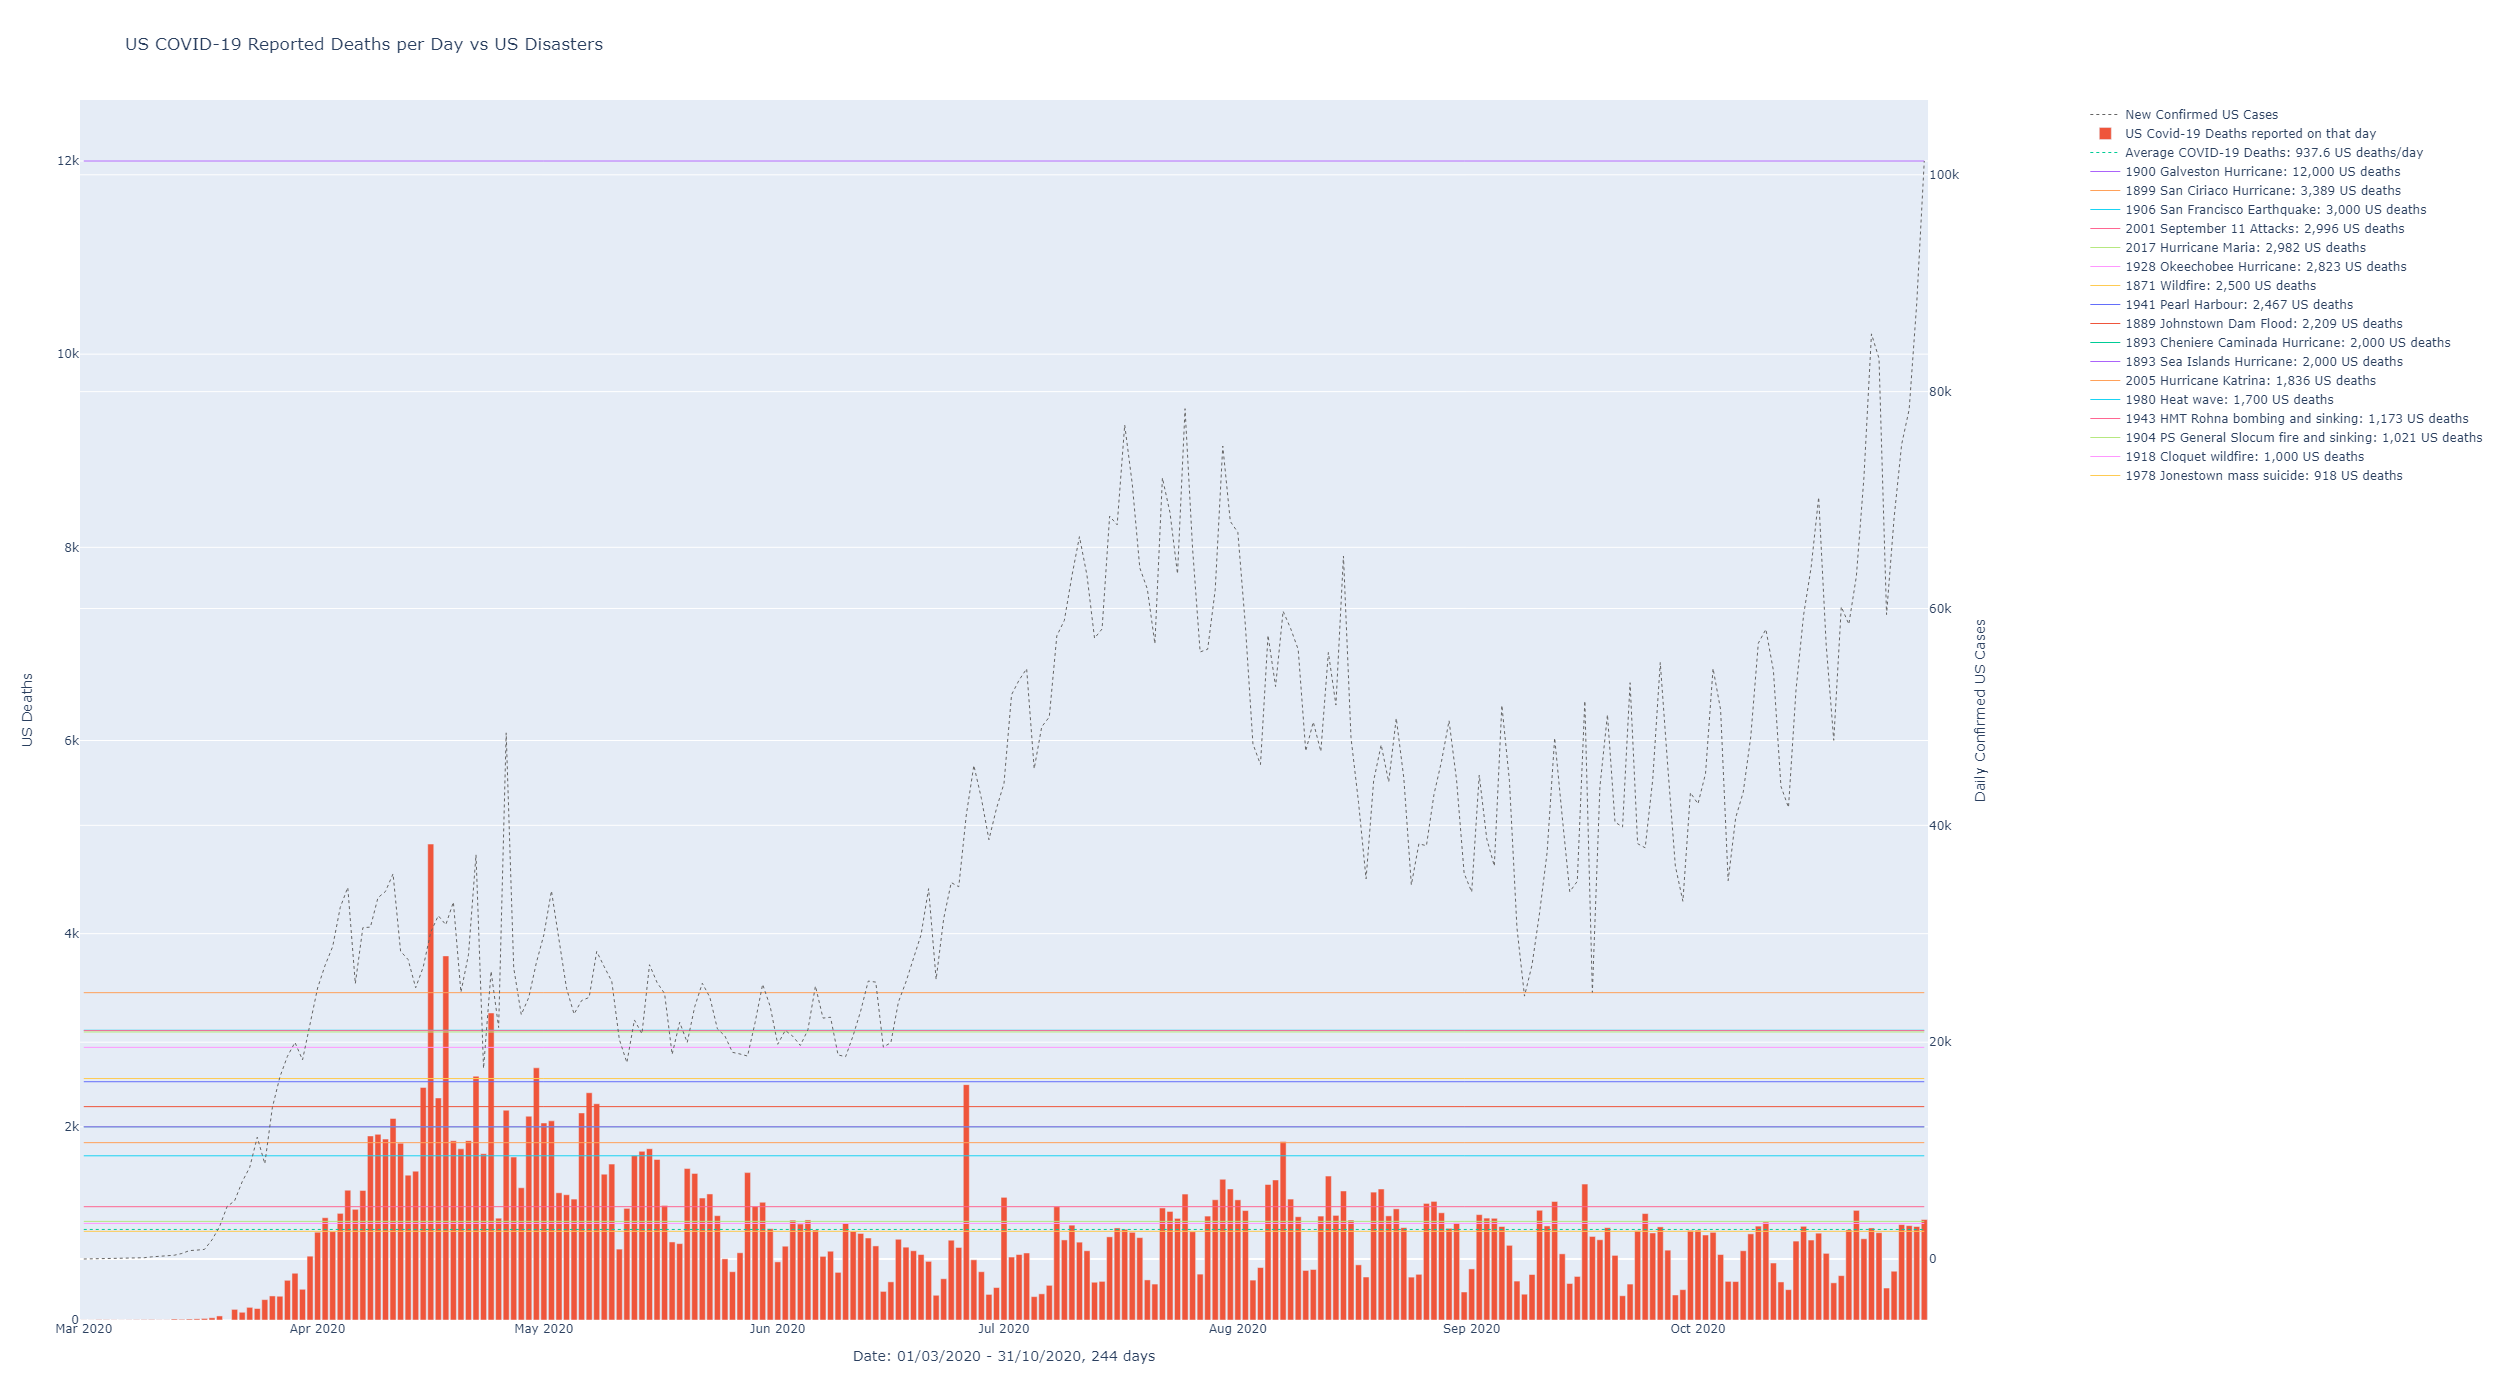 US COVID-19 Reported Deaths per Day vs US Disasters
12k
10k
8k
6k
4k
2k
0
US Deaths
100k
80k
60k
40k
20k
0
Daily Confirmed US Cases
Mar 2020
Apr 2020
May 2020
Jun 2020
Jul 2020
Aug 2020
Sep 2020
Oct 2020
Date: 01/03/2020 - 31/10/2020, 244 days
New Confirmed US Cases
US Covid-19 Deaths reported on that day
Average COVID-19 Deaths: 937.6 US deaths/day
1900 Galveston Hurricane: 12,000 US deaths
1899 San Ciriaco Hurricane: 3,389 US deaths
1906 San Francisco Earthquake: 3,000 US deaths
2001 September 11 Attacks: 2,996 US deaths
2017 Hurricane Maria: 2,982 US deaths
1928 Okeechobee Hurricane: 2,823 US deaths
1871 Wildfire: 2,500 US deaths
1941 Pearl Harbour: 2,467 US deaths
1889 Johnstown Dam Flood: 2,209 US deaths
1893 Cheniere Caminada Hurricane: 2,000 US deaths
1893 Sea Islands Hurricane: 2,000 US deaths
2005 Hurricane Katrina: 1,836 US deaths
1980 Heat wave: 1,700 US deaths
1943 HMT Rohna bombing and sinking: 1,173 US deaths
1904 PS General Slocum fire and sinking: 1,021 US deaths
1918 Cloquet wildfire: 1,000 US deaths
1978 Jonestown mass suicide: 918 US deaths